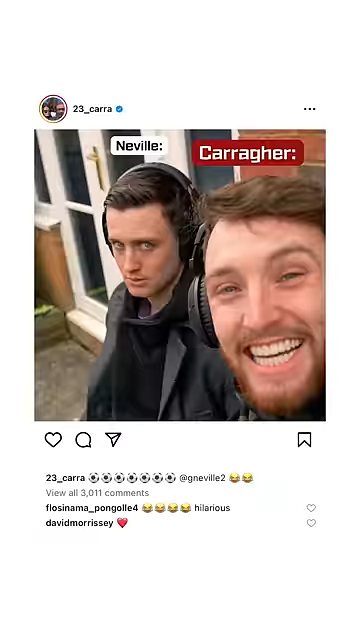 23_carra
Neville:
Carragher:
23_carra ⚽⚽⚽⚽⚽⚽⚽ @gneville2 😂😂
View all 3,011 comments
flosinama_pongolle4 😂😂😂😂 hilarious
davidmorrissey ❤️